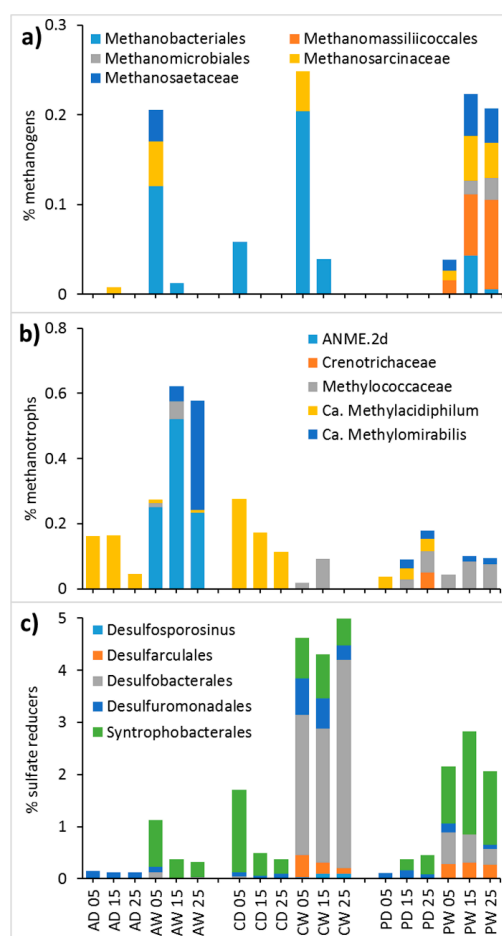 a)
0.3
Methanobacteriales Methanomassiliicoccales
Methanomicrobiales Methanosarcinaceae
Methanosaetaceae
0.2
0.1
0
% methanogens
b)
0.8
ANME.2d
Crenotrichaceae
Methylococcaceae
Ca. Methylacidiphilum
Ca. Methylomirabilis
0.6
0.4
0.2
0
% methanotrophs
c)
5
Desulfosporosinus
Desulfarculales
Desulfobacterales
Desulfuromonadales
Syntrophobacterales
4
3
2
1
0
% sulfate reducers
AD 05
AD 15
AD 25
AW 05
AW 15
AW 25
CD 05
CD 15
CD 25
CW 05
CW 15
CW 25
PD 05
PD 15
PD 25
PW 05
PW 15
PW 25